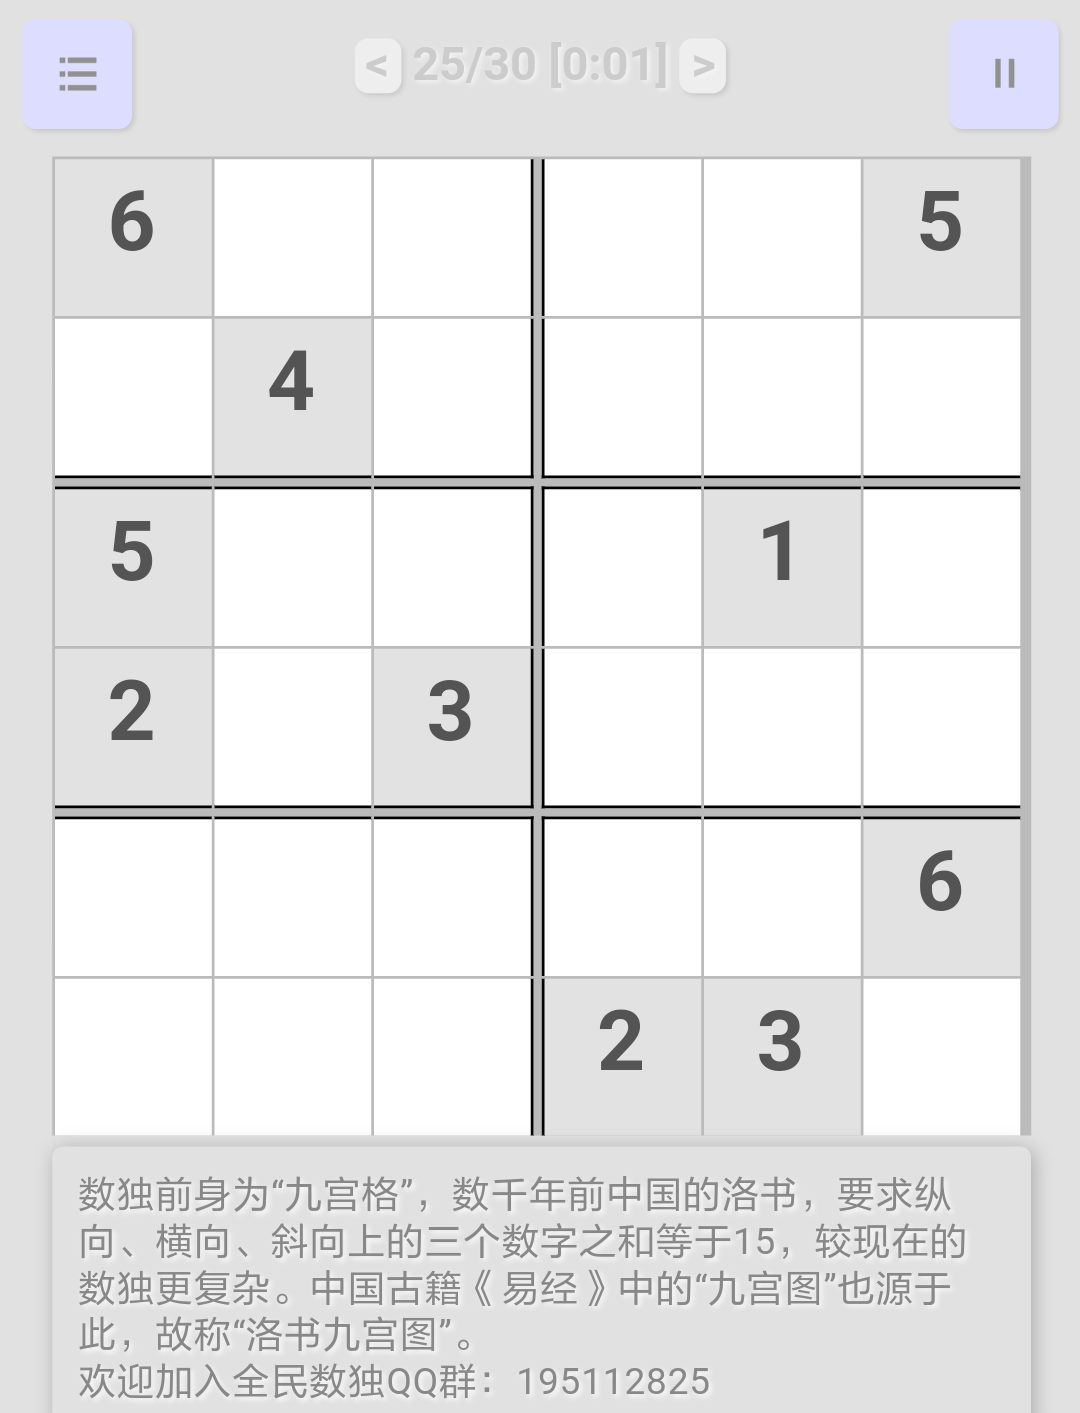 < 25/30 [0:01] >
6 5
4
5 1
2 3
6
2 3
数独前身为“九宫格”，数千年前中国的洛书，要求纵
向、横向、斜向上的三个数字之和等于15，较现在的
数独更复杂。中国古籍《易经》中的“九宫图”也源于
此，故称“洛书九宫图”。
欢迎加入全民数独QQ群：195112825